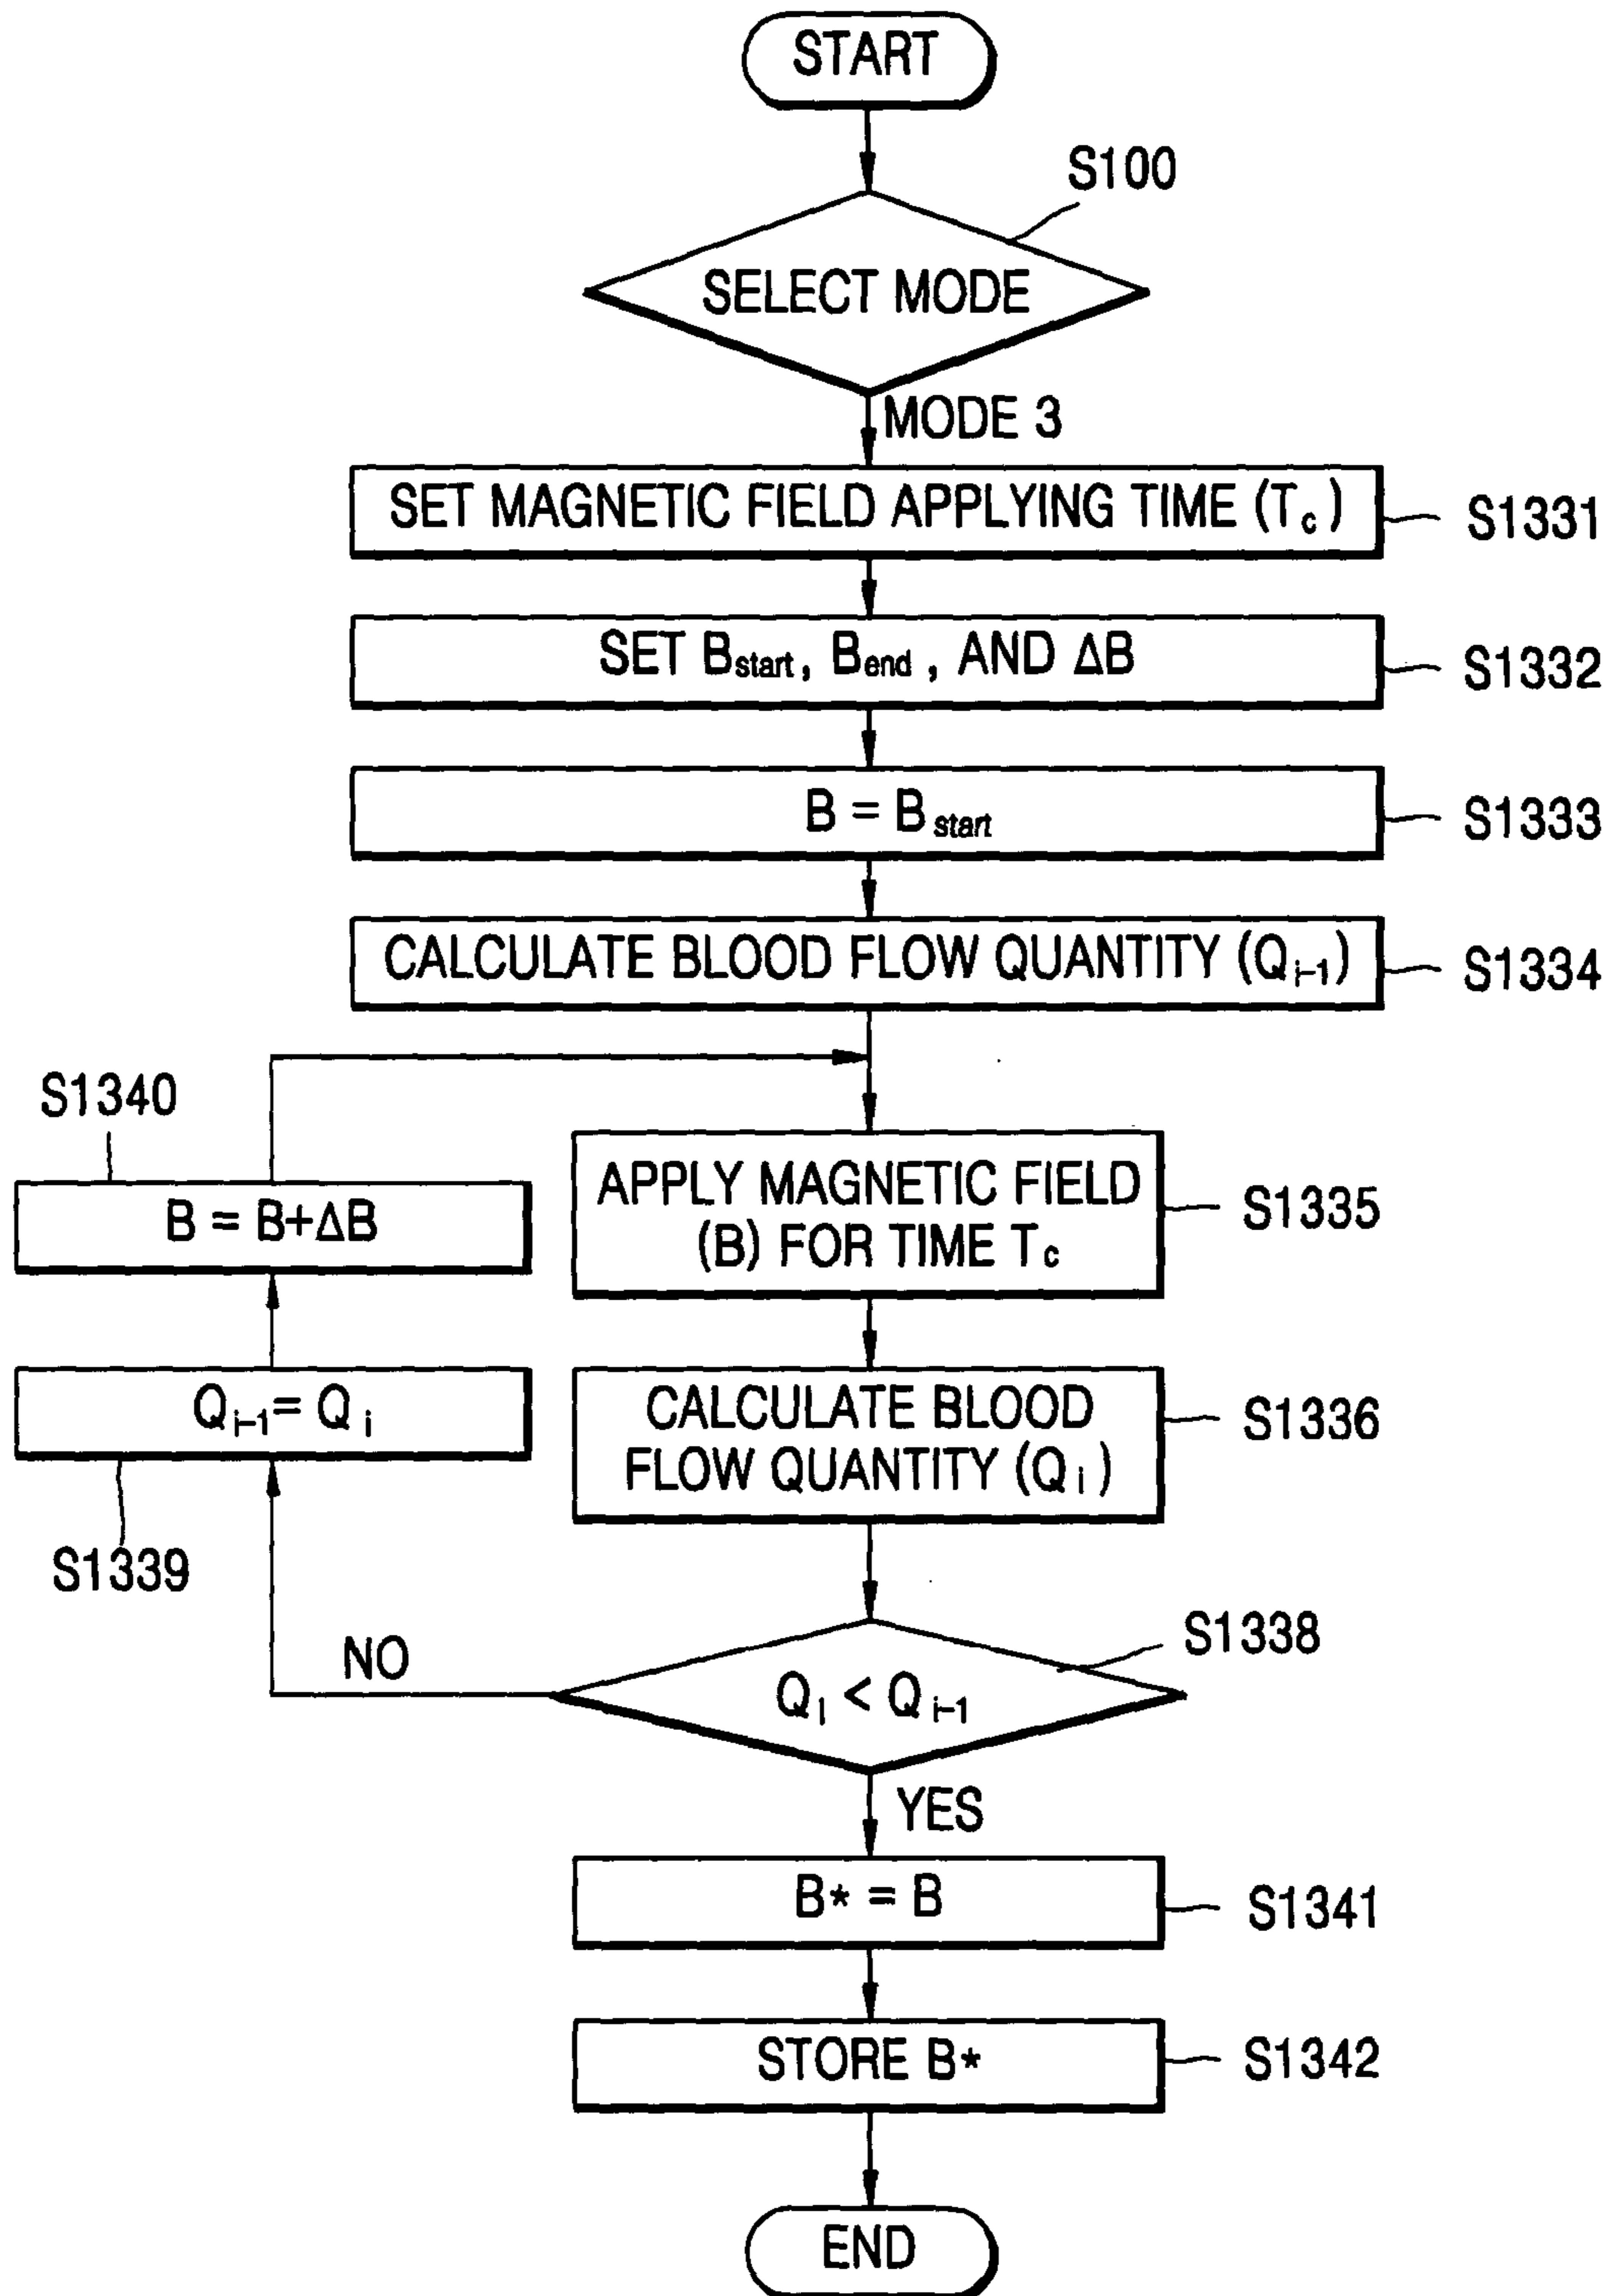 START
S100
SELECT MODE
MODE 3
SET MAGNETIC FIELD APPLYING TIME (Tc)
S1331
SET Bstart, Bend, AND ΔB
S1332
B = Bstart
S1333
CALCULATE BLOOD FLOW QUANTITY (Qi-1)
S1334
S1340
B = B+ΔB
APPLY MAGNETIC FIELD
(B) FOR TIME Tc
S1335
Qi-1 = Qi
S1339
CALCULATE BLOOD
FLOW QUANTITY (Qi)
S1336
NO
Qi < Qi-1
S1338
YES
B* = B
S1341
STORE B*
S1342
END